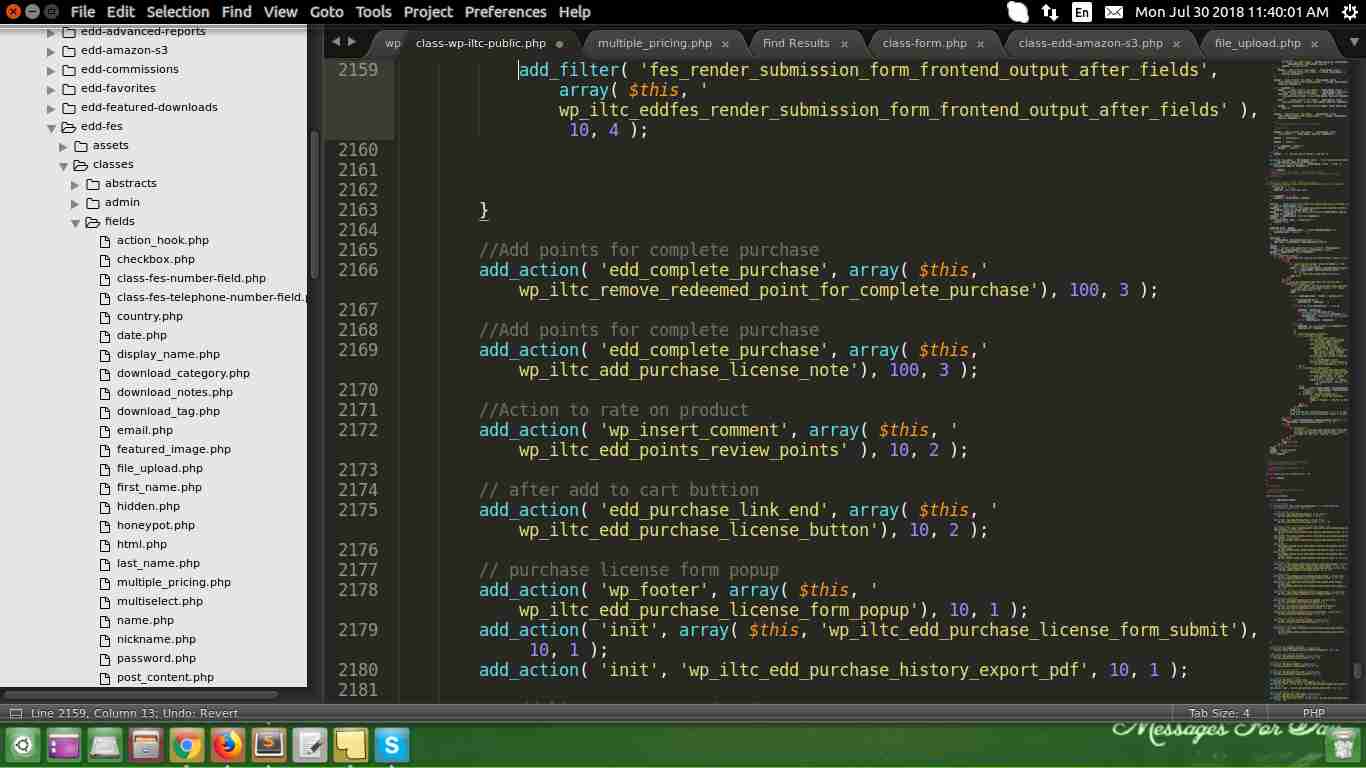 File Edit Selection Find View Goto Tools Project Preferences Help
En
Mon Jul 30 2018 11:40:01 AM
edd-advanced-reports
edd-amazon-s3
edd-commissions
edd-favorites
edd-featured-downloads
edd-fes
assets
classes
abstracts
admin
fields
action_hook.php
checkbox.php
class-fes-number-field.php
class-fes-telephone-number-field.p
country.php
date.php
display_name.php
download_category.php
download_notes.php
download_tag.php
email.php
featured_image.php
file_upload.php
first_name.php
hidden.php
honeypot.php
html.php
last_name.php
multiple_pricing.php
multiselect.php
name.php
nickname.php
password.php
post_content.php
wp class-wp-iltc-public.php multiple_pricing.php × Find Results × class-form.php × class-edd-amazon-s3.php × file_upload.php ×
2159 add_filter( 'fes_render_submission_form_frontend_output_after_fields',
array( $this, '
wp_iltc_eddfes_render_submission_form_frontend_output_after_fields' ),
10, 4 );
2160
2161
2162
2163 }
2164
2165 //Add points for complete purchase
2166 add_action( 'edd_complete_purchase', array( $this,'
wp_iltc_remove_redeemed_point_for_complete_purchase'), 100, 3 );
2167
2168 //Add points for complete purchase
2169 add_action( 'edd_complete_purchase', array( $this,'
wp_iltc_add_purchase_license_note'), 100, 3 );
2170
2171 //Action to rate on product
2172 add_action( 'wp_insert_comment', array( $this, '
wp_iltc_edd_points_review_points' ), 10, 2 );
2173
2174 // after add to cart buttion
2175 add_action( 'edd_purchase_link_end', array( $this, '
wp_iltc_edd_purchase_license_button'), 10, 2 );
2176
2177 // purchase license form popup
2178 add_action( 'wp_footer', array( $this, '
wp_iltc_edd_purchase_license_form_popup'), 10, 1 );
2179 add_action( 'init', array( $this, 'wp_iltc_edd_purchase_license_form_submit'),
10, 1 );
2180 add_action( 'init', 'wp_iltc_edd_purchase_history_export_pdf', 10, 1 );
2181
Line 2159, Column 13; Undo: Revert
Tab Size: 4 PHP
Messages For Day